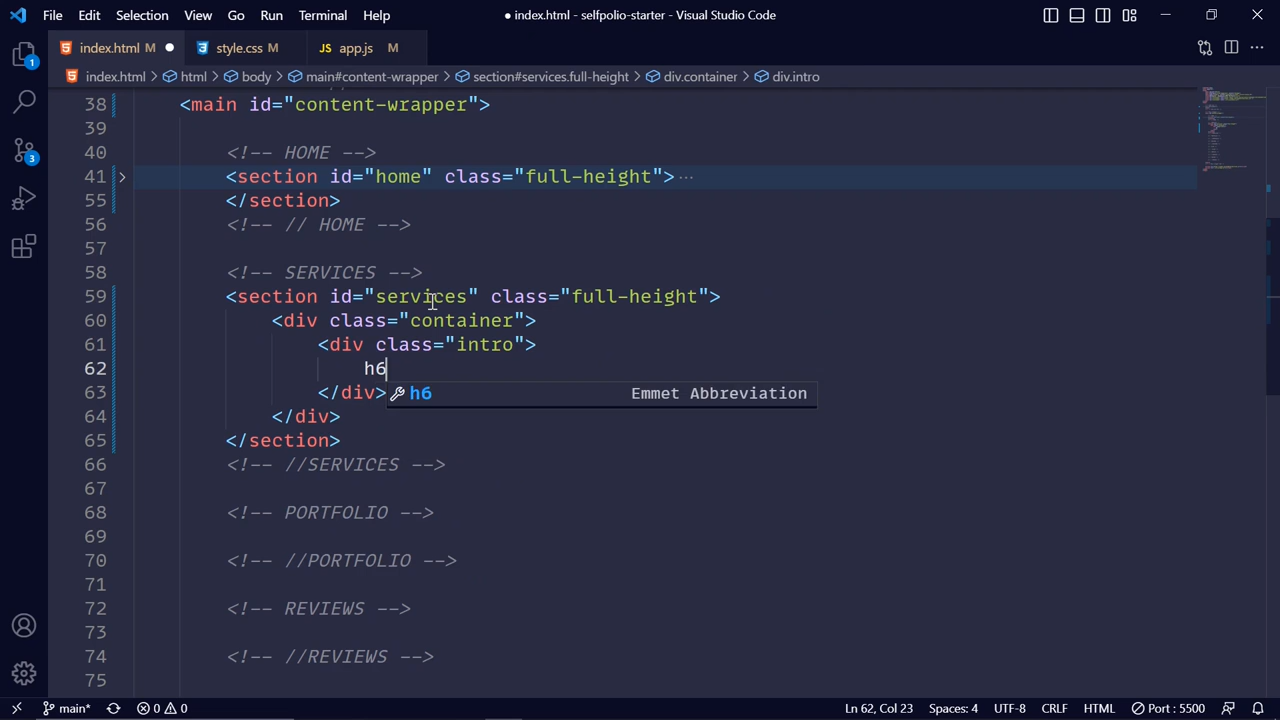 File Edit Selection View Go Run Terminal Help
● index.html - selfpolio-starter - Visual Studio Code
index.html M ● style.css M JS app.js M
index.html > html > body > main#content-wrapper > section#services.full-height > div.container > div.intro
38 <main id="content-wrapper">
39
40 <!-- HOME -->
41 <section id="home" class="full-height"> ···
55 </section>
56 <!-- // HOME -->
57
58 <!-- SERVICES -->
59 <section id="services" class="full-height">
60 <div class="container">
61 <div class="intro">
62 h6
63 </div>
h6 Emmet Abbreviation
64 </div>
65 </section>
66 <!-- //SERVICES -->
67
68 <!-- PORTFOLIO -->
69
70 <!-- //PORTFOLIO -->
71
72 <!-- REVIEWS -->
73
74 <!-- //REVIEWS -->
75
1
3
main* 0 0 Ln 62, Col 23 Spaces: 4 UTF-8 CRLF HTML Port : 5500